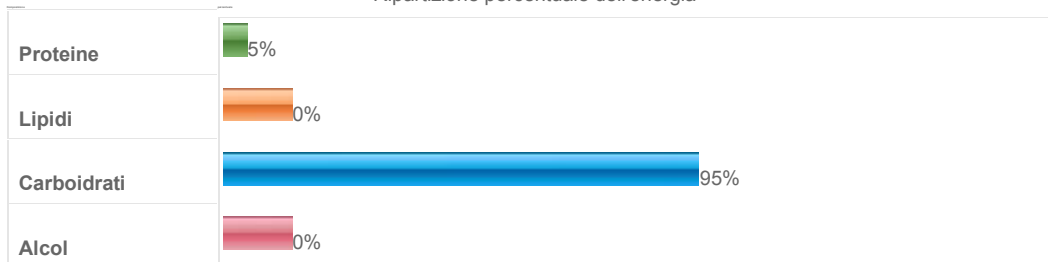 Proteine 5%
Lipidi 0%
Carboidrati 95%
Alcol 0%